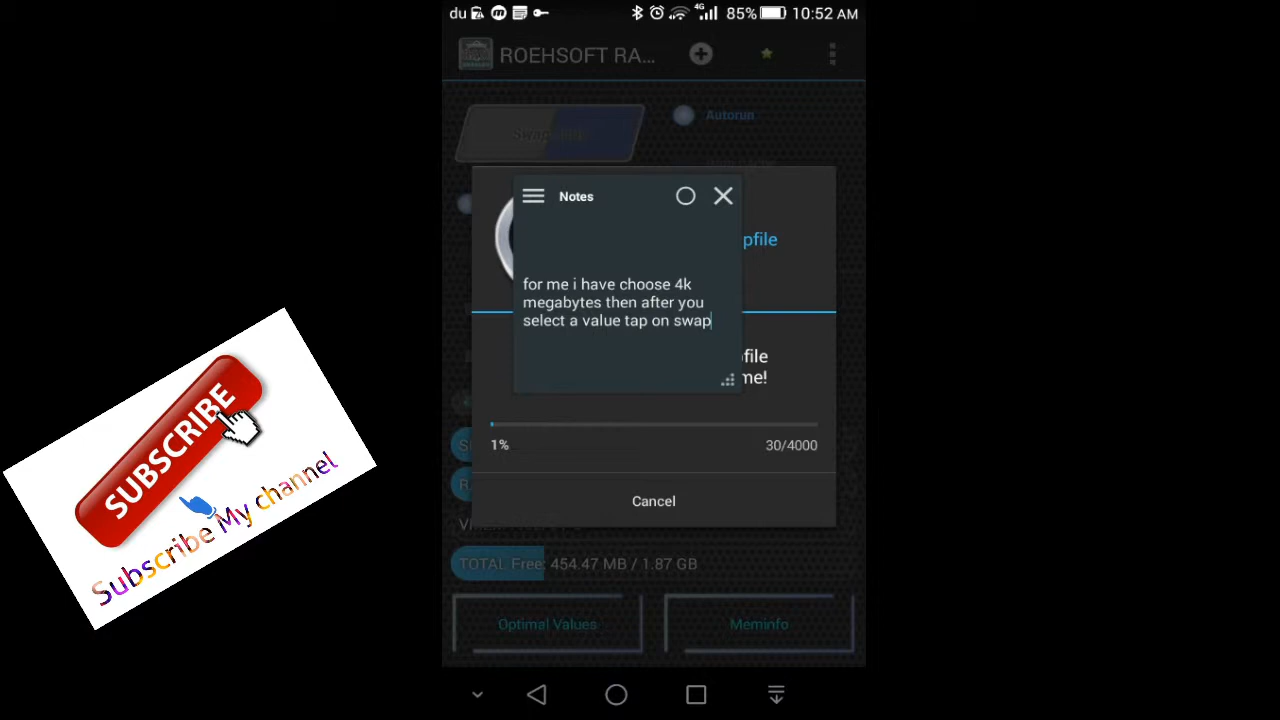 du
4G
85%
10:52 AM
ROEHSOFT RA...
Autorun
Notes
pfile
for me i have choose 4k
megabytes then after you
select a value tap on swap
file
me!
1%
30/4000
Cancel
TOTAL Free: 454.47 MB / 1.87 GB
Optimal Values
Meminfo
SUBSCRIBE
Subscribe My channel